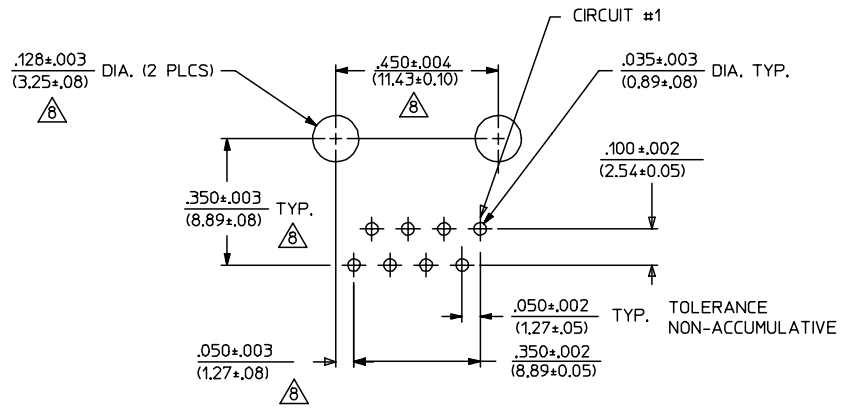 CIRCUIT #1
.128±.003
(3.25±.08)
DIA. (2 PLCS)
8
.450±.004
(11.43±0.10)
8
.035±.003
(0.89±.08)
DIA. TYP.
.100±.002
(2.54±0.05)
.350±.003
(8.89±.08)
TYP.
8
.050±.002
(1.27±.05)
TYP.
TOLERANCE
NON-ACCUMULATIVE
.050±.003
(1.27±.08)
8
.350±.002
(8.89±0.05)